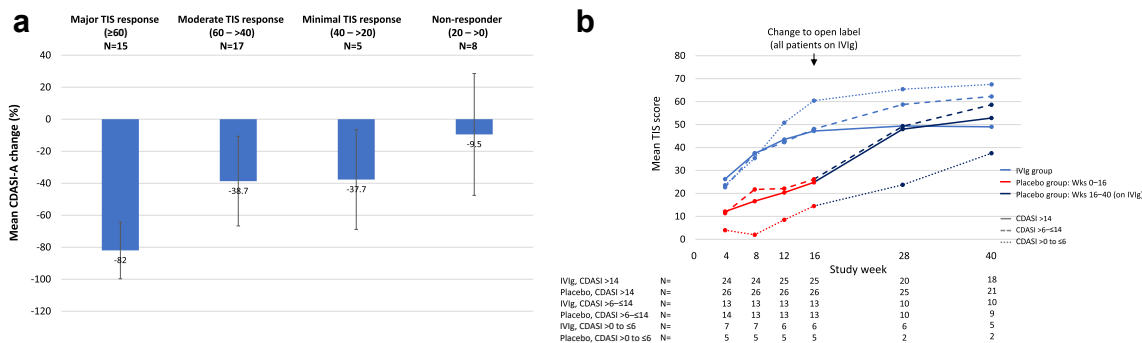 a
Major TIS response
(≥60)
N=15
Moderate TIS response
(60 – >40)
N=17
Minimal TIS response
(40 – >20)
N=5
Non-responder
(20 – >0)
N=8
Mean CDASI-A change (%)
40
20
0
-20
-40
-60
-80
-100
-120
-82
-38.7
-37.7
-9.5
b
Change to open label
(all patients on IVIg)
Mean TIS score
80
70
60
50
40
30
20
10
0
0 4 8 12 16 28 40
Study week
IVIg group
Placebo group: Wks 0–16
Placebo group: Wks 16–40 (on IVIg)
CDASI >14
CDASI >6–≤14
CDASI >0 to ≤6
IVIg, CDASI >14 N= 24 24 25 25 20 18
Placebo, CDASI >14 N= 26 26 26 26 25 21
IVIg, CDASI >6–≤14 N= 13 13 13 13 10 10
Placebo, CDASI >6–≤14 N= 14 13 13 13 10 9
IVIg, CDASI >0 to ≤6 N= 7 7 6 6 6 5
Placebo, CDASI >0 to ≤6 N= 5 5 5 5 2 2